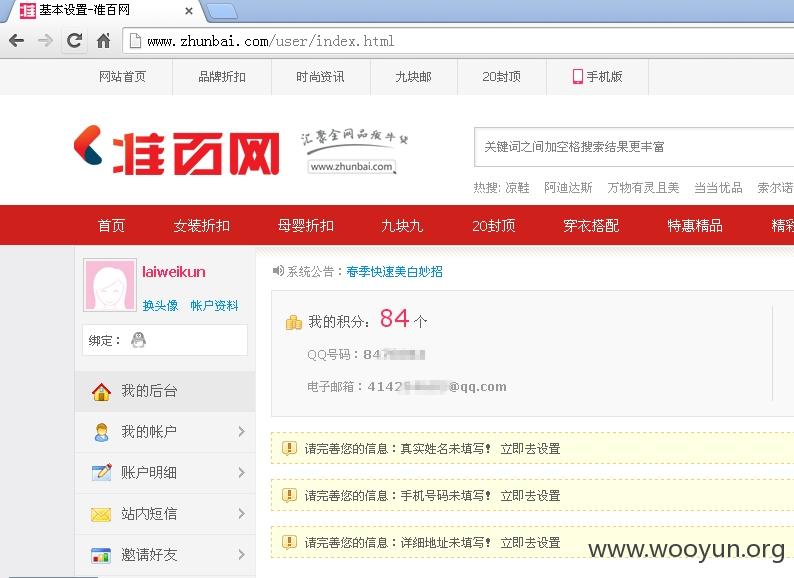 基本设置-准百网
www.zhunbai.com/user/index.html
网站首页 品牌折扣 时尚资讯 九块邮 20封顶 手机版
准百网
汇聚全网品质牛货
www.zhunbai.com
关键词之间加空格搜索结果更丰富
热搜: 凉鞋 阿迪达斯 万物有灵且美 当当优品 索尔诺
首页 女装折扣 母婴折扣 九块九 20封顶 穿衣搭配 特惠精品 精彩
laiweikun
换头像 帐户资料
绑定：
我的后台
我的帐户
账户明细
站内短信
邀请好友
系统公告：春季快速美白妙招
我的积分：84 个
QQ号码：847
电子邮箱：4142 @qq.com
请完善您的信息：真实姓名未填写！ 立即去设置
请完善您的信息：手机号码未填写！ 立即去设置
请完善您的信息：详细地址未填写！ 立即去设置
www.wooyun.org